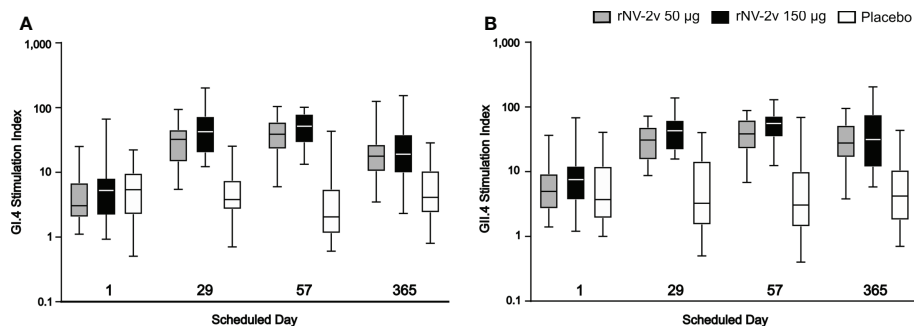 A
B
rNV-2v 50 µg rNV-2v 150 µg Placebo
GI.4 Stimulation Index
1,000
100
10
1
0.1
1 29 57 365
Scheduled Day
GII.4 Stimulation Index
1,000
100
10
1
0.1
1 29 57 365
Scheduled Day